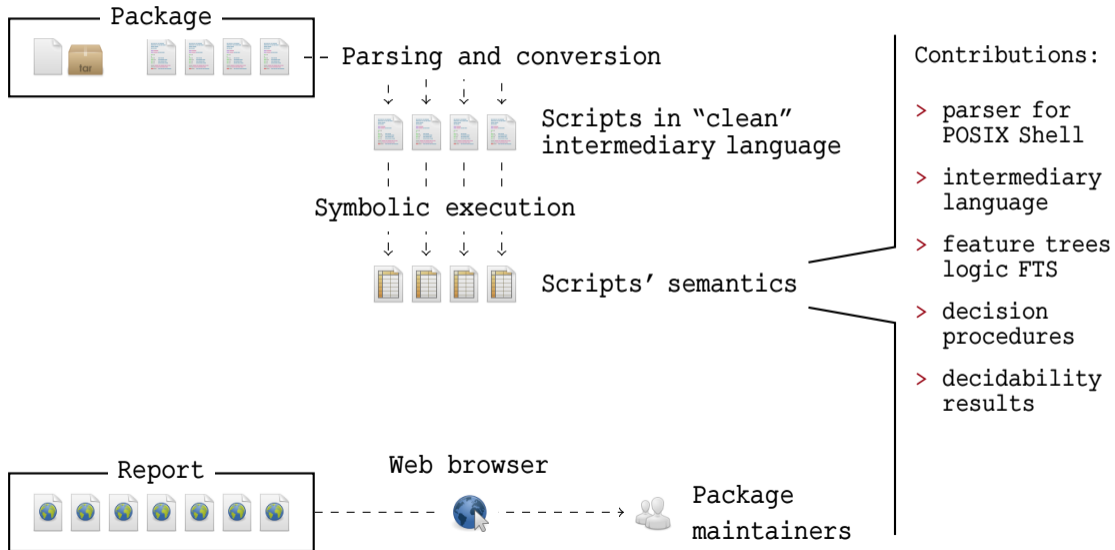 Package
tar
Parsing and conversion
Scripts in “clean”
intermediary language
Symbolic execution
Scripts’ semantics
Report
Web browser
Package
maintainers
Contributions:
> parser for
POSIX Shell
> intermediary
language
> feature trees
logic FTS
> decision
procedures
> decidability
results